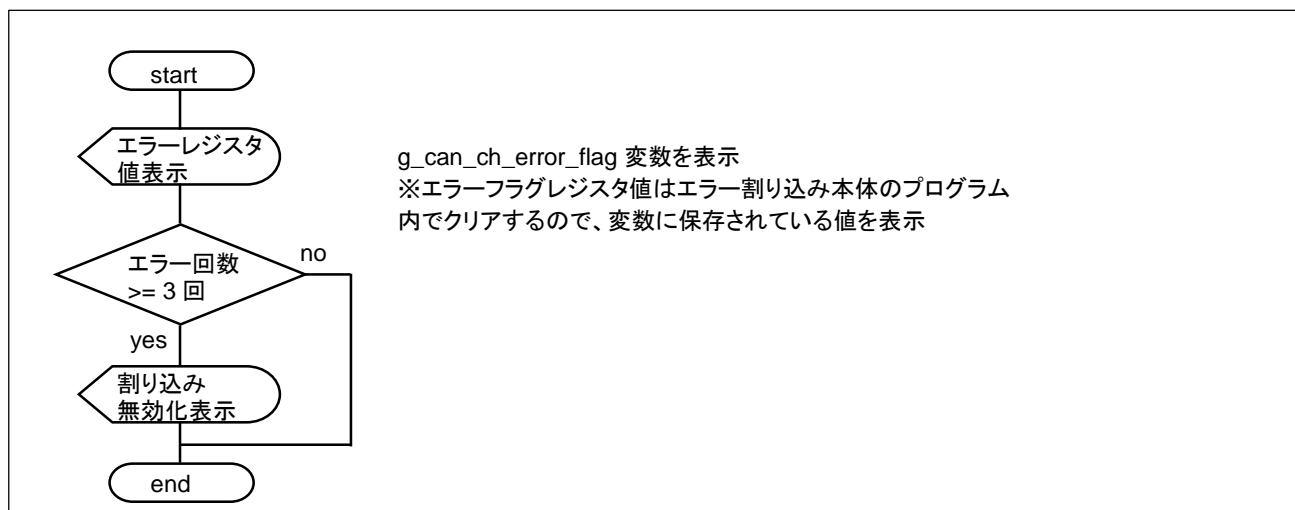 start
エラーレジスタ
値表示
g_can_ch_error_flag 変数を表示
※エラーフラグレジスタ値はエラー割り込み本体のプログラム
内でクリアするので、変数に保存されている値を表示
エラー回数
>= 3 回
no
yes
割り込み
無効化表示
end